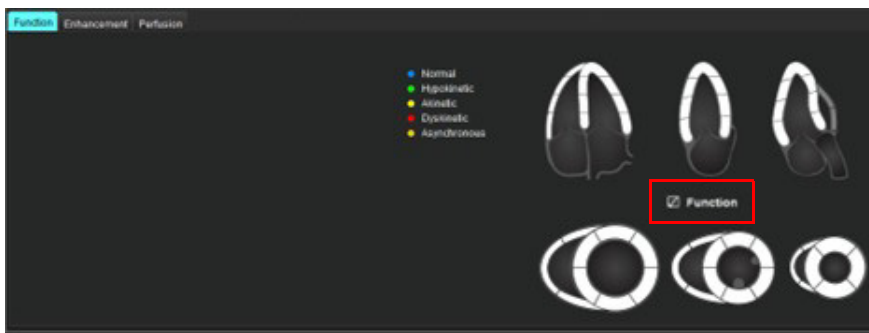 Function Enhancement Perfusion
Normal
Hypokinetic
Akinetic
Dyskinetic
Asynchronous
Function